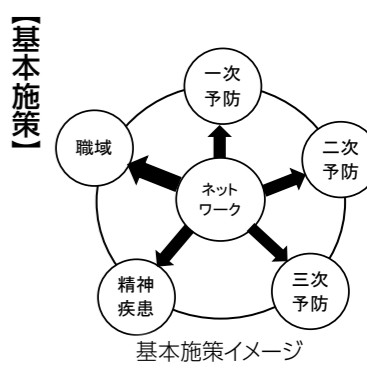 【基本施策】
一次
予防
職域
二次
予防
ネット
ワーク
精神
疾患
三次
予防
基本施策イメージ